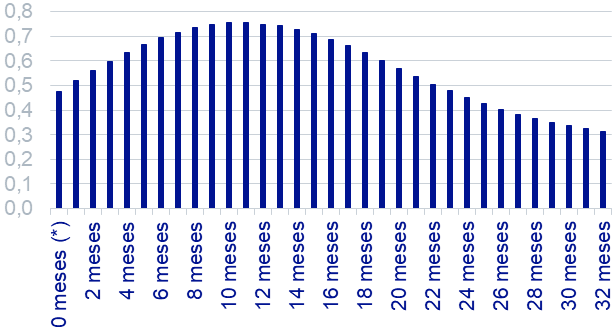 0,8
0,7
0,6
0,5
0,4
0,3
0,2
0,1
0,0
0 meses (*)
2 meses
4 meses
6 meses
8 meses
10 meses
12 meses
14 meses
16 meses
18 meses
20 meses
22 meses
24 meses
26 meses
28 meses
30 meses
32 meses